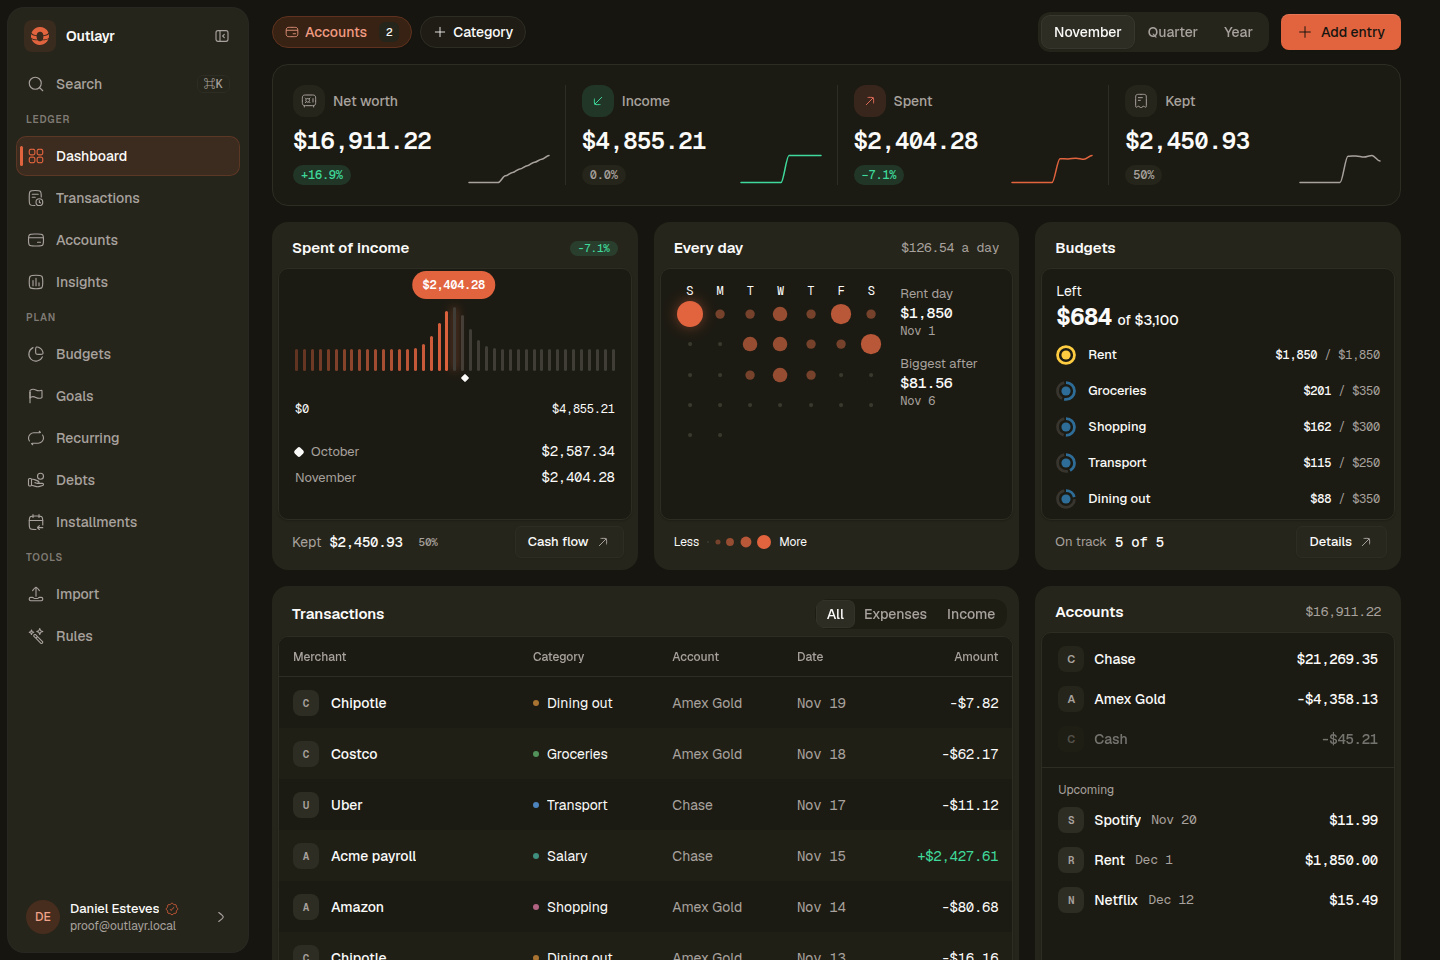 Outlayr
Search ⌘K
LEDGER
Dashboard
Transactions
Accounts
Insights
PLAN
Budgets
Goals
Recurring
Debts
Installments
TOOLS
Import
Rules
DE
Daniel Esteves
proof@outlayr.local
Accounts 2
Category
November Quarter Year
Add entry
Net worth
$16,911.22
+16.9%
Income
$4,855.21
0.0%
Spent
$2,404.28
-7.1%
Kept
$2,450.93
50%
Spent of income -7.1%
$2,404.28
$0 $4,855.21
October $2,587.34
November $2,404.28
Kept $2,450.93 50% Cash flow
Every day $126.54 a day
S M T W T F S
Rent day
$1,850
Nov 1
Biggest after
$81.56
Nov 6
Less More
Budgets
Left
$684 of $3,100
Rent $1,850 / $1,850
Groceries $201 / $350
Shopping $162 / $300
Transport $115 / $250
Dining out $88 / $350
On track 5 of 5 Details
Transactions All Expenses Income
Merchant Category Account Date Amount
C Chipotle Dining out Amex Gold Nov 19 -$7.82
C Costco Groceries Amex Gold Nov 18 -$62.17
U Uber Transport Chase Nov 17 -$11.12
A Acme payroll Salary Chase Nov 15 +$2,427.61
A Amazon Shopping Amex Gold Nov 14 -$80.68
C Chipotle Dining out Amex Gold Nov 13 -$16.16
Accounts $16,911.22
C Chase $21,269.35
A Amex Gold -$4,358.13
C Cash -$45.21
Upcoming
S Spotify Nov 20 $11.99
R Rent Dec 1 $1,850.00
N Netflix Dec 12 $15.49